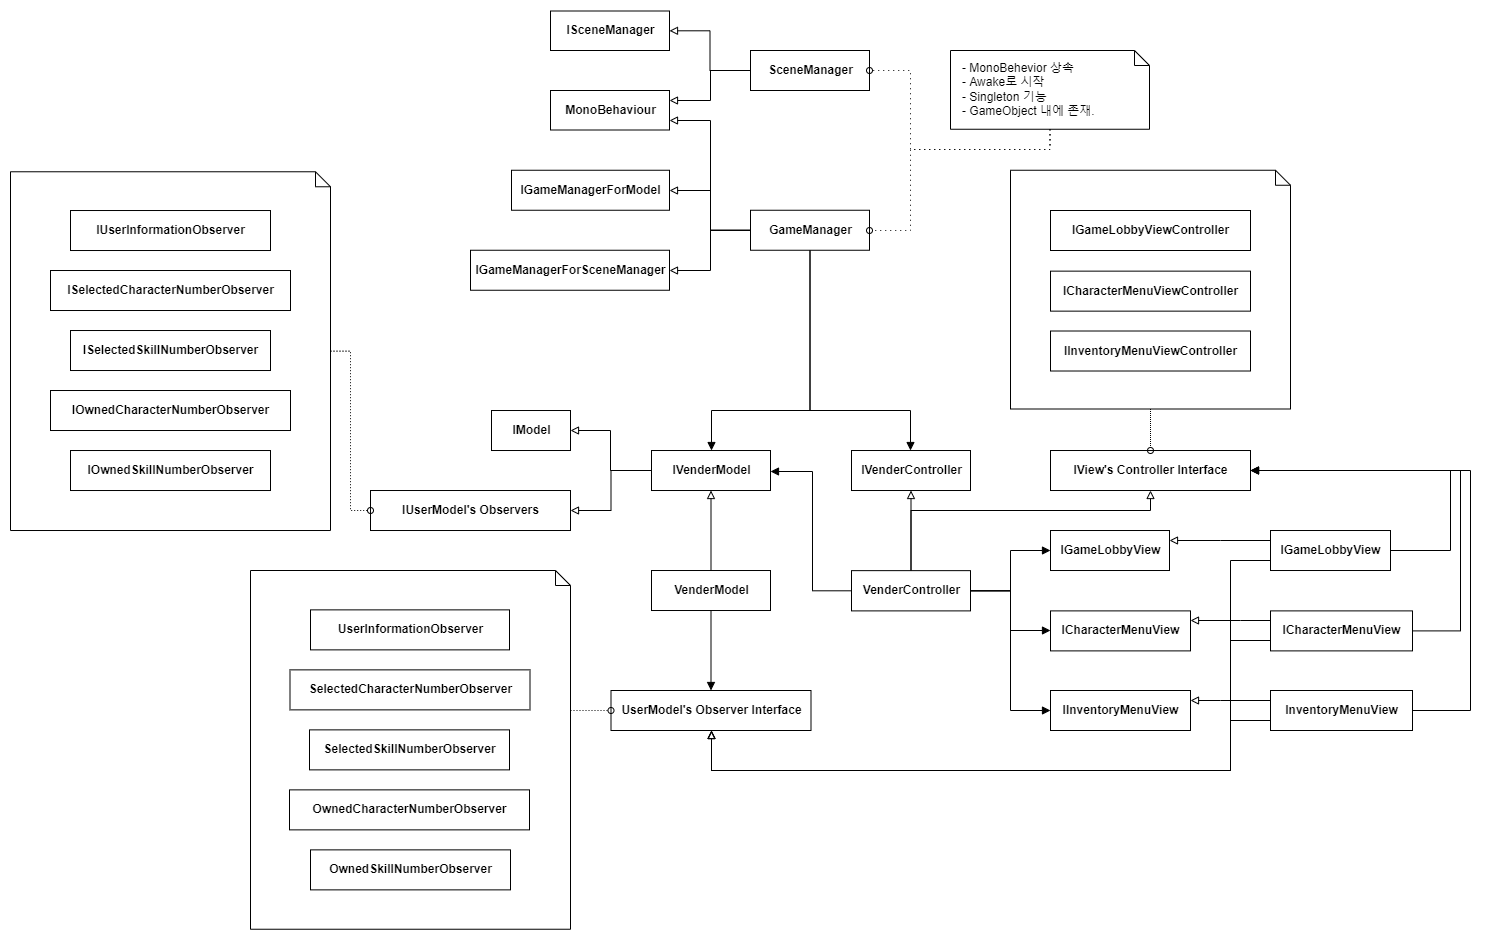 ISceneManager
SceneManager
MonoBehaviour
- MonoBehevior 상속
- Awake로 시작
- Singleton 기능
- GameObject 내에 존재.
IGameManagerForModel
GameManager
IGameManagerForSceneManager
IUserInformationObserver
ISelectedCharacterNumberObserver
ISelectedSkillNumberObserver
IOwnedCharacterNumberObserver
IOwnedSkillNumberObserver
IGameLobbyViewController
ICharacterMenuViewController
IInventoryMenuViewController
IModel
IUserModel's Observers
IVenderModel
IVenderController
IView's Controller Interface
VenderModel
VenderController
IGameLobbyView
IGameLobbyView
ICharacterMenuView
ICharacterMenuView
IInventoryMenuView
InventoryMenuView
UserModel's Observer Interface
UserInformationObserver
SelectedCharacterNumberObserver
SelectedSkillNumberObserver
OwnedCharacterNumberObserver
OwnedSkillNumberObserver